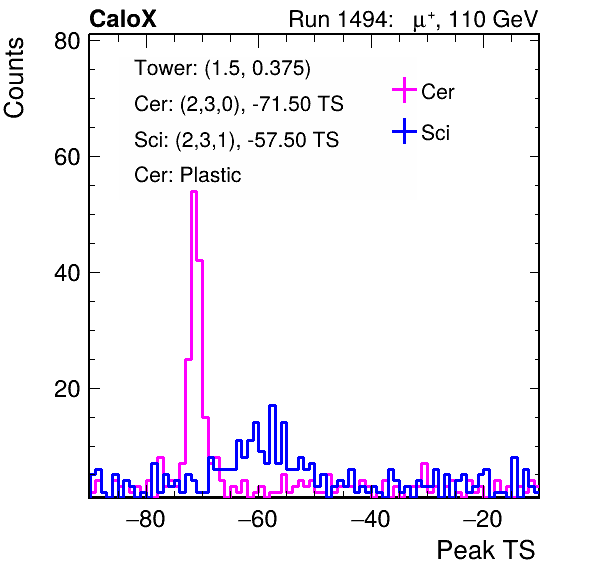 CaloX Run 1494: μ⁺, 110 GeV
Counts
80
60
40
20
Tower: (1.5, 0.375)
Cer: (2,3,0), -71.50 TS
Sci: (2,3,1), -57.50 TS
Cer: Plastic
Cer
Sci
−80 −60 −40 −20
Peak TS